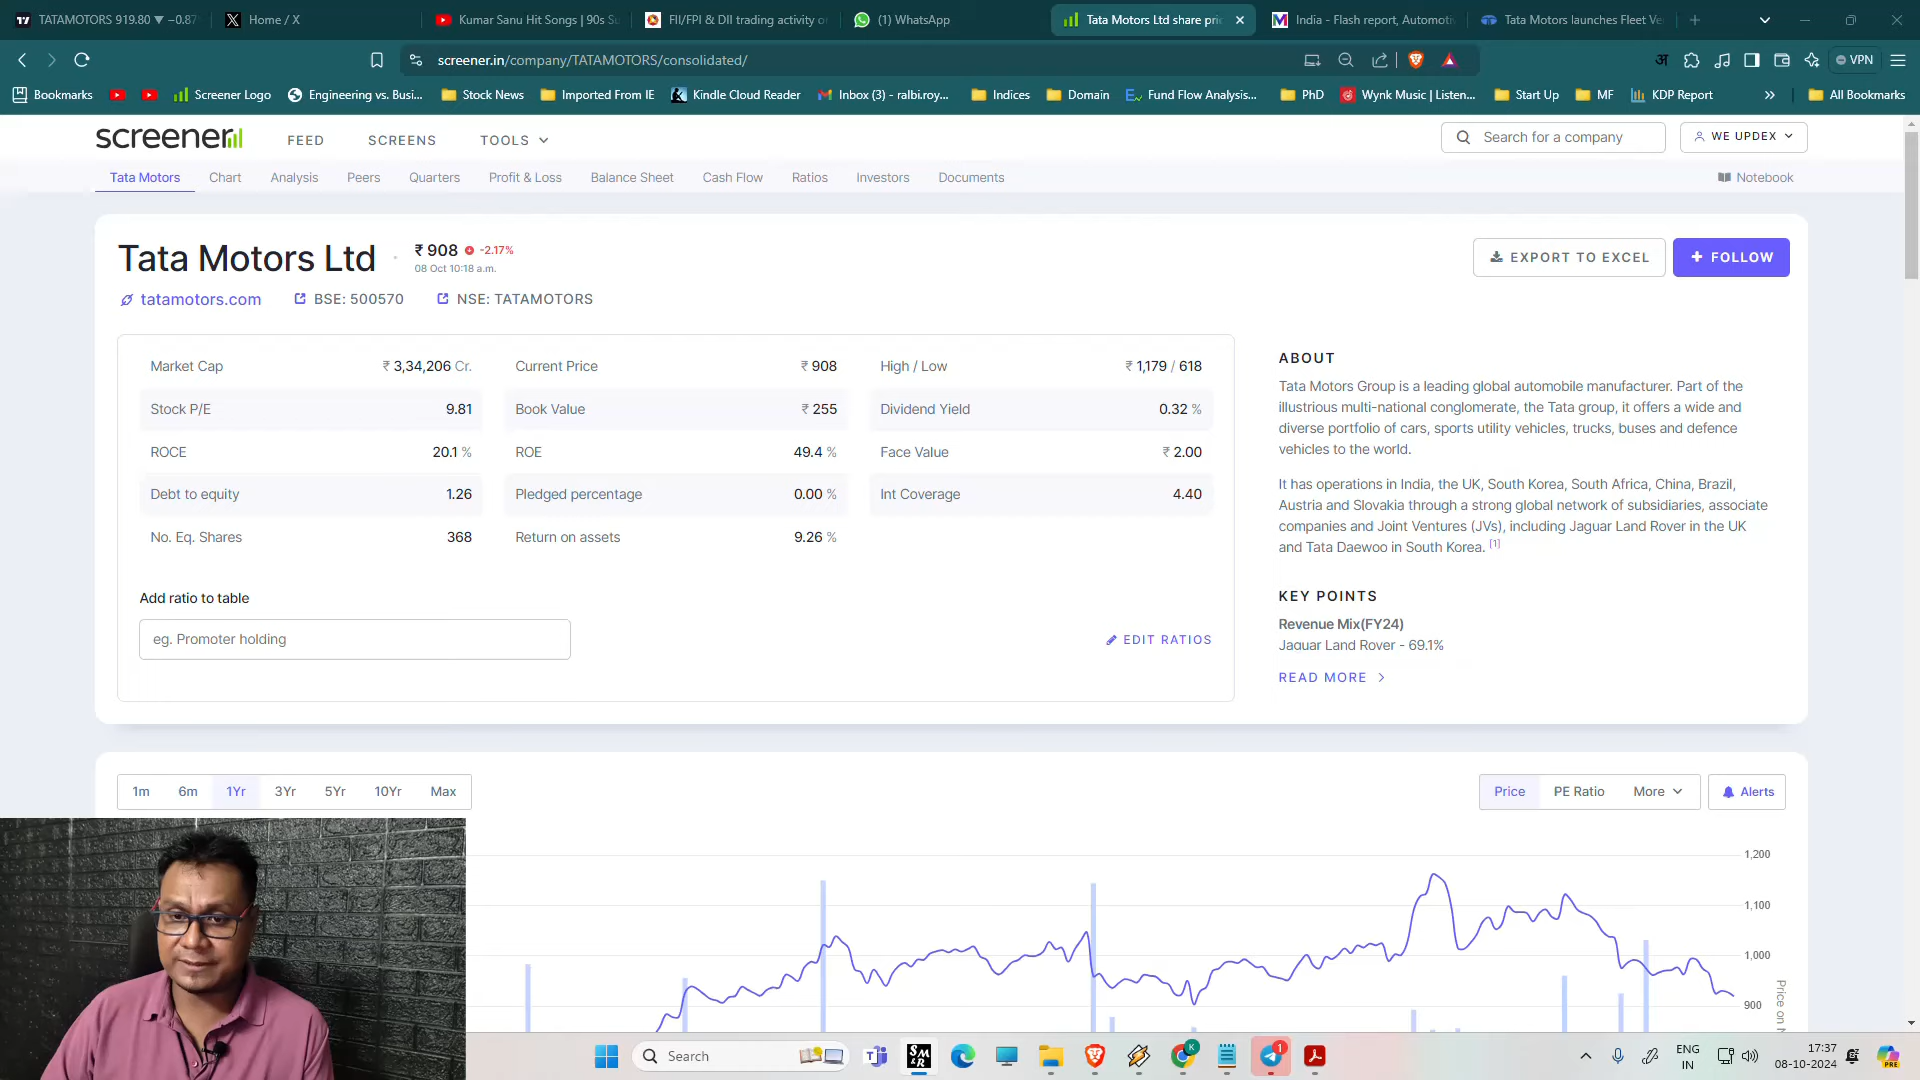 TATAMOTORS 919.80 ▼ −0.87
Home / X
Kumar Sanu Hit Songs | 90s Su
FII/FPI & DII trading activity o
(1) WhatsApp
Tata Motors Ltd share pric
India - Flash report, Automoti
Tata Motors launches Fleet Ve
screener.in/company/TATAMOTORS/consolidated/
VPN
Bookmarks
Screener Logo
Engineering vs. Busi...
Stock News
Imported From IE
Kindle Cloud Reader
Inbox (3) - ralbi.roy...
Indices
Domain
Fund Flow Analysis...
PhD
Wynk Music | Listen...
Start Up
MF
KDP Report
All Bookmarks
screener
FEED
SCREENS
TOOLS
Search for a company
WE UPDEX
Tata Motors
Chart
Analysis
Peers
Quarters
Profit & Loss
Balance Sheet
Cash Flow
Ratios
Investors
Documents
Notebook
Tata Motors Ltd
₹ 908 -2.17%
08 Oct 10:18 a.m.
EXPORT TO EXCEL
+ FOLLOW
tatamotors.com
BSE: 500570
NSE: TATAMOTORS
Market Cap ₹ 3,34,206 Cr.
Current Price ₹ 908
High / Low ₹ 1,179 / 618
Stock P/E 9.81
Book Value ₹ 255
Dividend Yield 0.32 %
ROCE 20.1 %
ROE 49.4 %
Face Value ₹ 2.00
Debt to equity 1.26
Pledged percentage 0.00 %
Int Coverage 4.40
No. Eq. Shares 368
Return on assets 9.26 %
Add ratio to table
eg. Promoter holding
EDIT RATIOS
ABOUT
Tata Motors Group is a leading global automobile manufacturer. Part of the
illustrious multi-national conglomerate, the Tata group, it offers a wide and
diverse portfolio of cars, sports utility vehicles, trucks, buses and defence
vehicles to the world.
It has operations in India, the UK, South Korea, South Africa, China, Brazil,
Austria and Slovakia through a strong global network of subsidiaries, associate
companies and Joint Ventures (JVs), including Jaguar Land Rover in the UK
and Tata Daewoo in South Korea. [1]
KEY POINTS
Revenue Mix(FY24)
Jaguar Land Rover - 69.1%
READ MORE
1m
6m
1Yr
3Yr
5Yr
10Yr
Max
Price
PE Ratio
More
Alerts
1,200
1,100
1,000
900
Price on N
Search
ENG
IN
17:37
08-10-2024